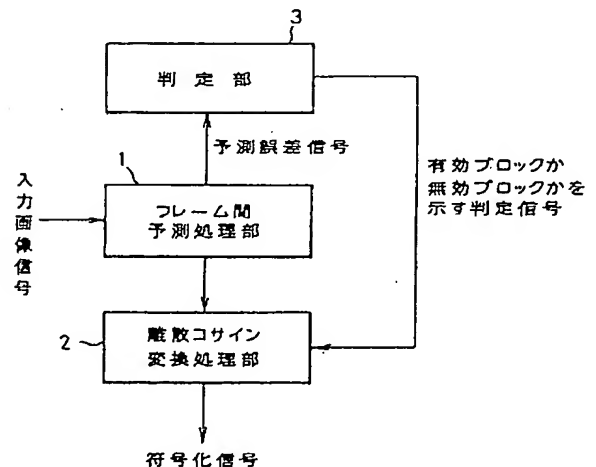 3
判定部
予測誤差信号
有効ブロックか
無効ブロックかを
示す判定信号
1
入力画像信号
フレーム間
予測処理部
2
離散コサイン
変換処理部
符号化信号